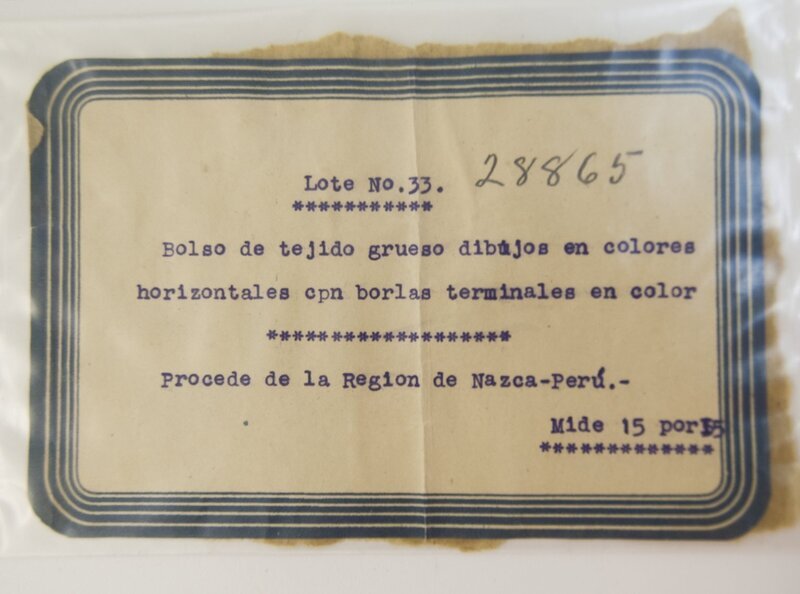 Lote No.33. 28865
***********
Bolso de tejido grueso dibujos en colores
horizontales cpn borlas terminales en color
*******************
Procede de la Region de Nazca-Perú.-
Mide 15 por 15
*************